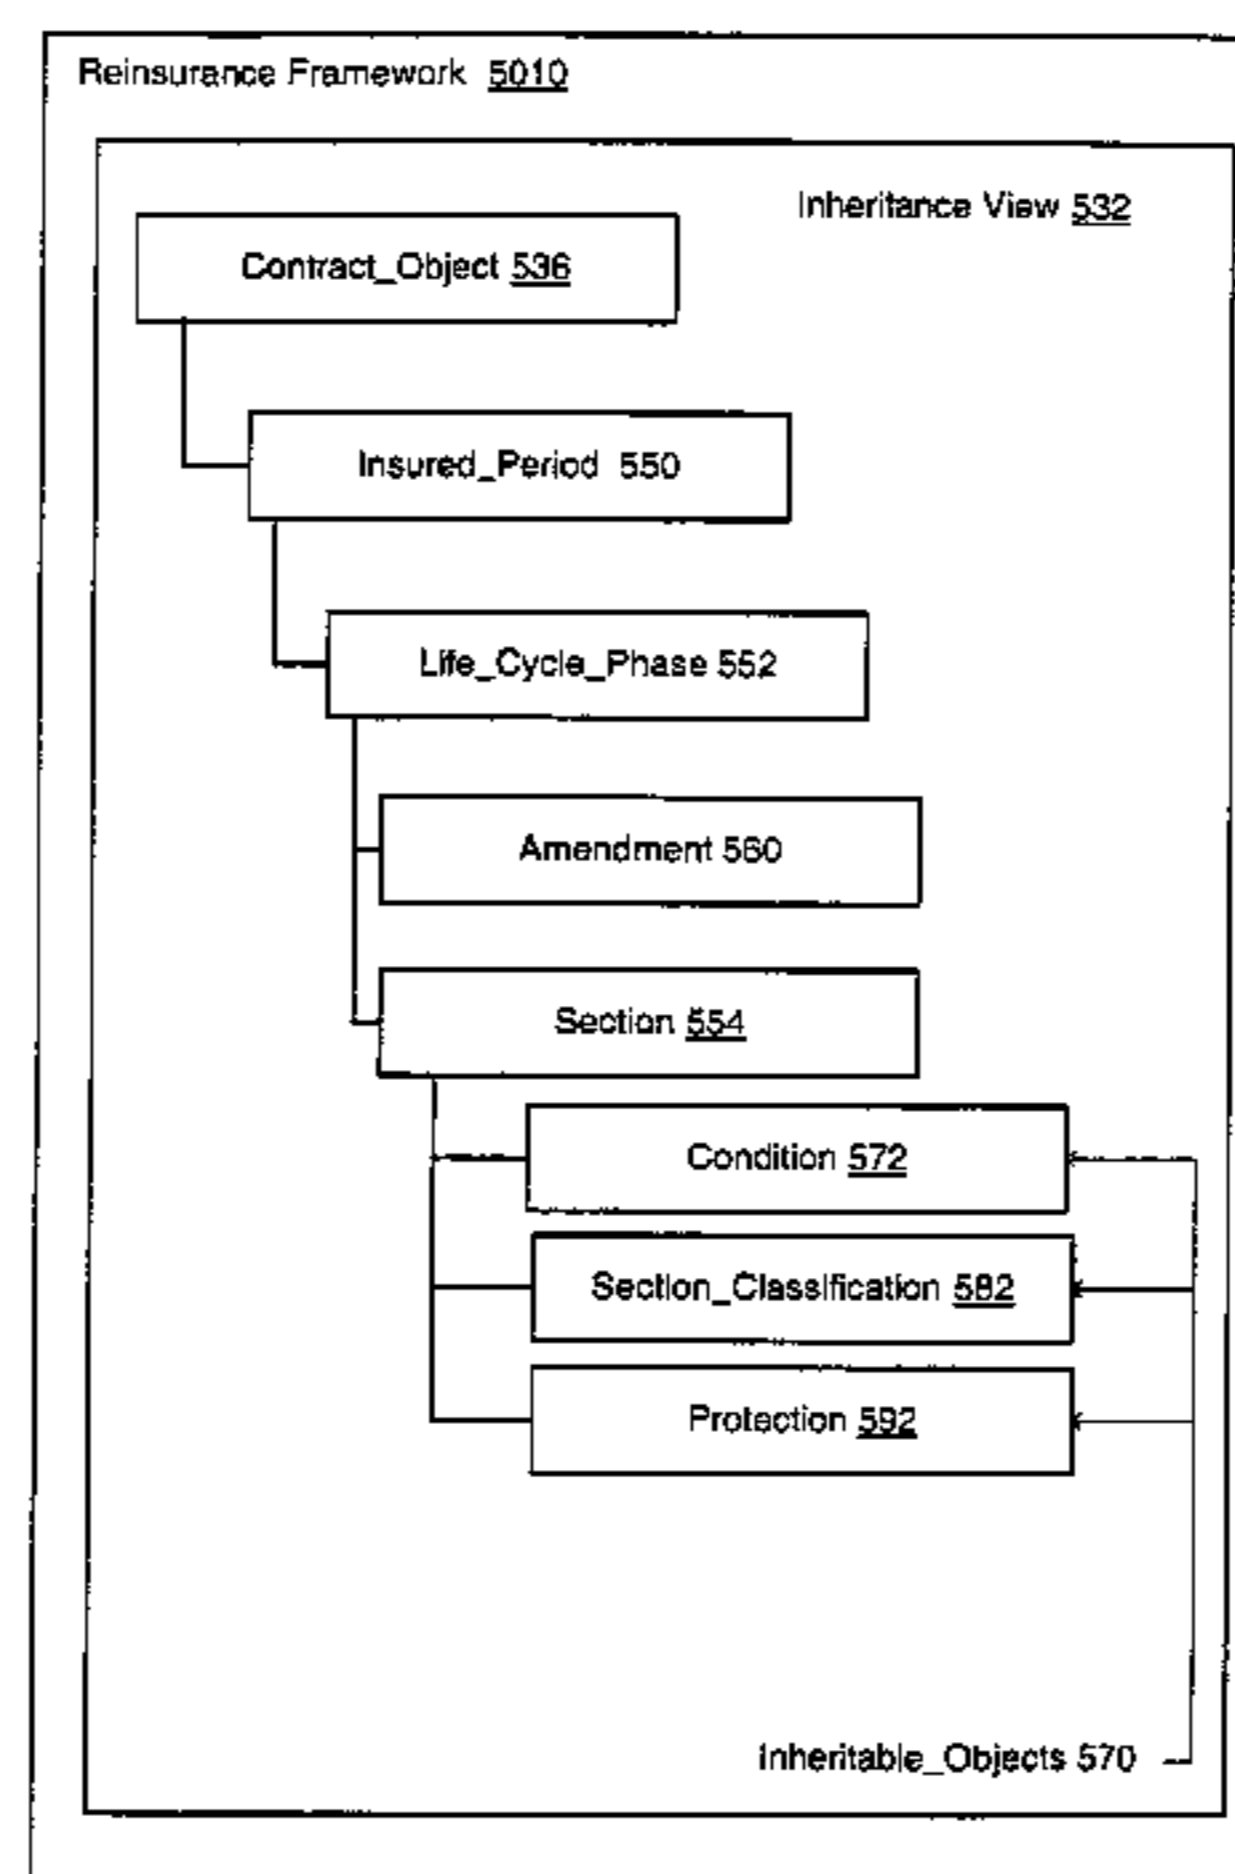 Reinsurance Framework 5010
Inheritance View 532
Contract_Object 536
Insured_Period 550
Life_Cycle_Phase 552
Amendment 560
Section 554
Condition 572
Section_Classification 582
Protection 592
Inheritable_Objects 570